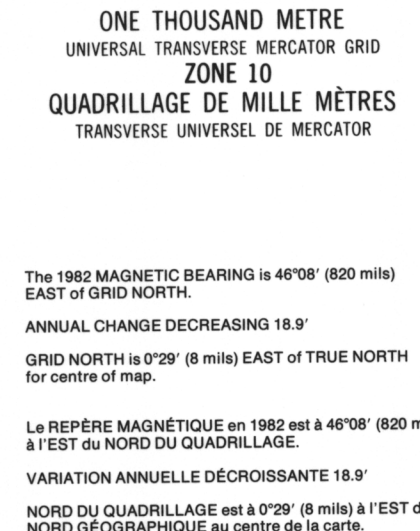 ONE THOUSAND METRE
UNIVERSAL TRANSVERSE MERCATOR GRID
ZONE 10
QUADRILLAGE DE MILLE MÈTRES
TRANSVERSE UNIVERSEL DE MERCATOR
The 1982 MAGNETIC BEARING is 46°08′ (820 mils)
EAST of GRID NORTH.
ANNUAL CHANGE DECREASING 18.9′
GRID NORTH is 0°29′ (8 mils) EAST of TRUE NORTH
for centre of map.
Le REPÈRE MAGNÉTIQUE en 1982 est à 46°08′ (820
à l'EST du NORD DU QUADRILLAGE.
VARIATION ANNUELLE DÉCROISSANTE 18.9′
NORD DU QUADRILLAGE est à 0°29′ (8 mils) à l'EST
NORD GÉOGRAPHIQUE au centre de la carte.